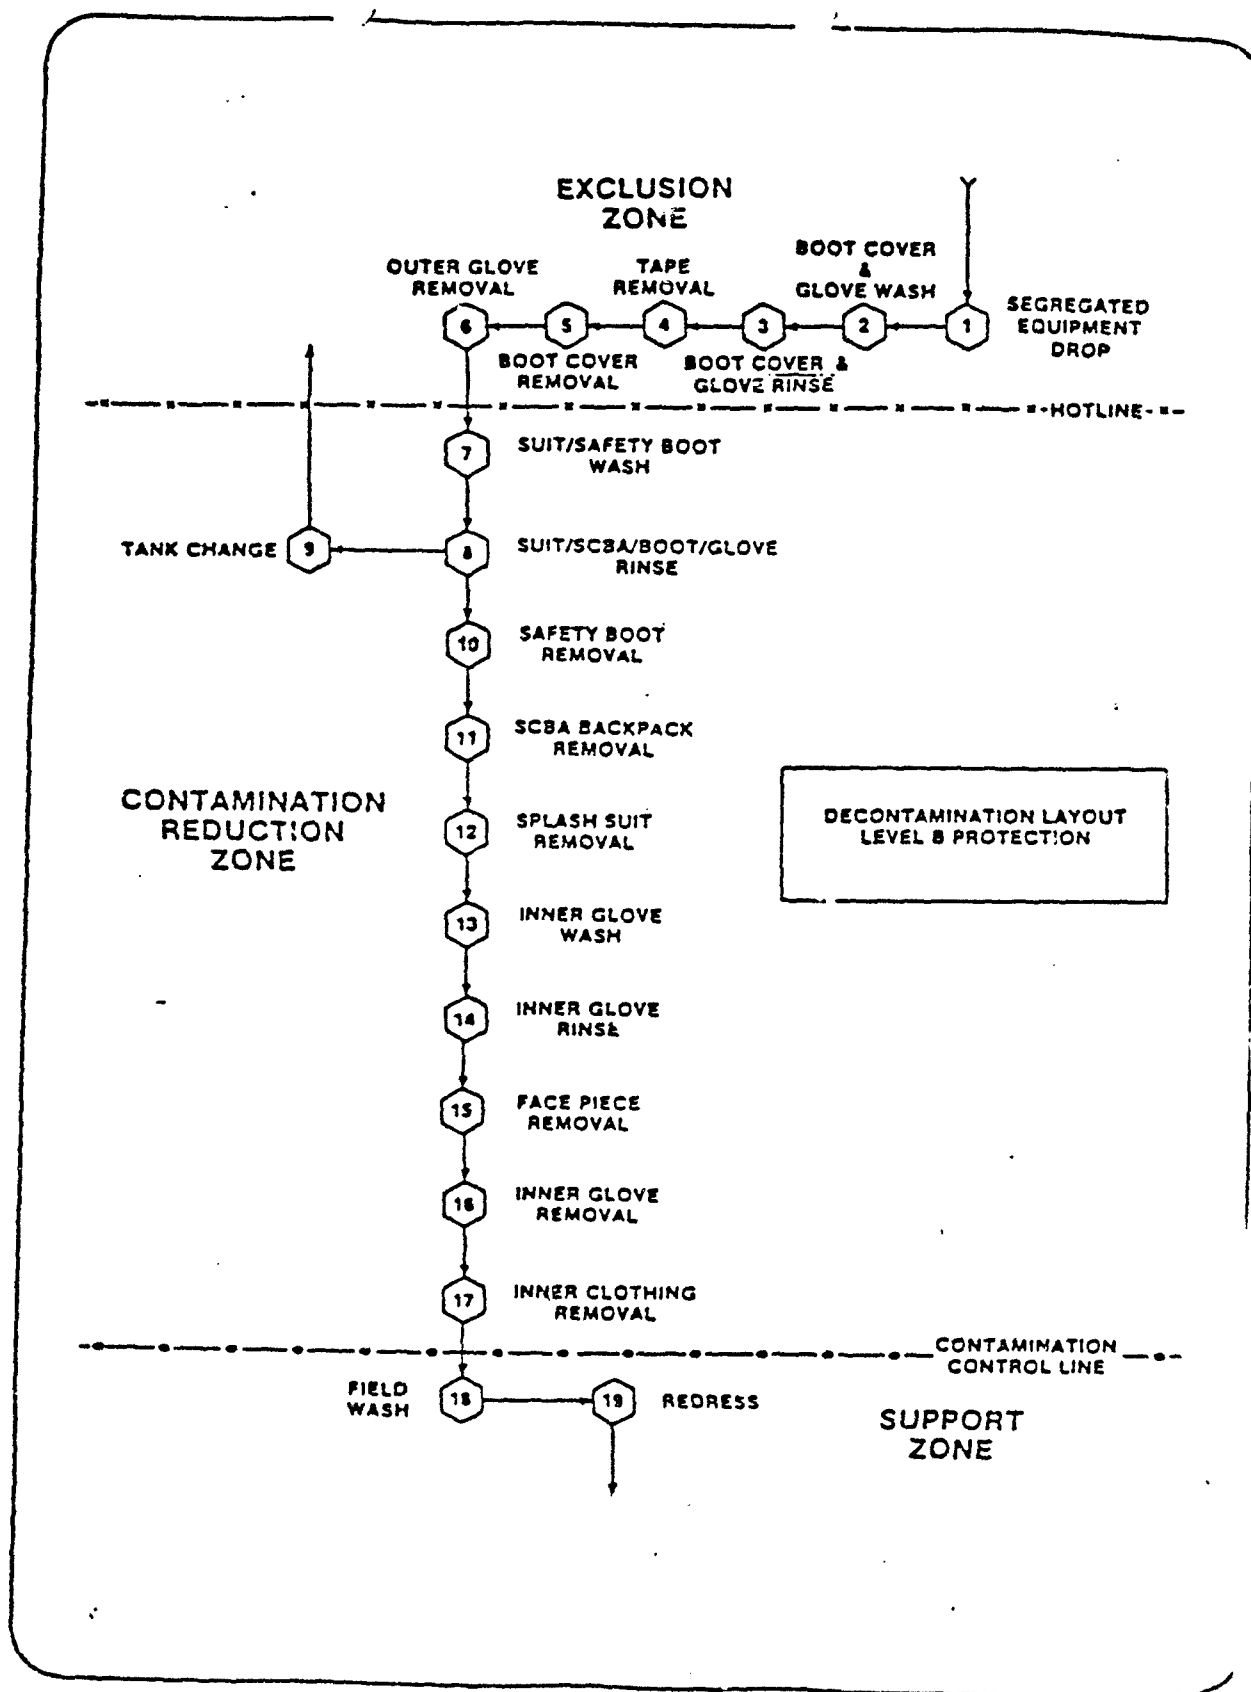 EXCLUSION
ZONE
BOOT COVER
&
GLOVE WASH
OUTER GLOVE
REMOVAL
TAPE
REMOVAL
SEGREGATED
EQUIPMENT
DROP
6
5
4
3
2
1
BOOT COVER
REMOVAL
BOOT COVER &
GLOVE RINSE
HOTLINE
7
SUIT/SAFETY BOOT
WASH
TANK CHANGE
9
8
SUIT/SCBA/BOOT/GLOVE
RINSE
10
SAFETY BOOT
REMOVAL
11
SCBA BACKPACK
REMOVAL
CONTAMINATION
REDUCTION
ZONE
12
SPLASH SUIT
REMOVAL
DECONTAMINATION LAYOUT
LEVEL B PROTECTION
13
INNER GLOVE
WASH
14
INNER GLOVE
RINSE
15
FACE PIECE
REMOVAL
16
INNER GLOVE
REMOVAL
17
INNER CLOTHING
REMOVAL
CONTAMINATION
CONTROL LINE
FIELD
WASH
18
19
REDRESS
SUPPORT
ZONE